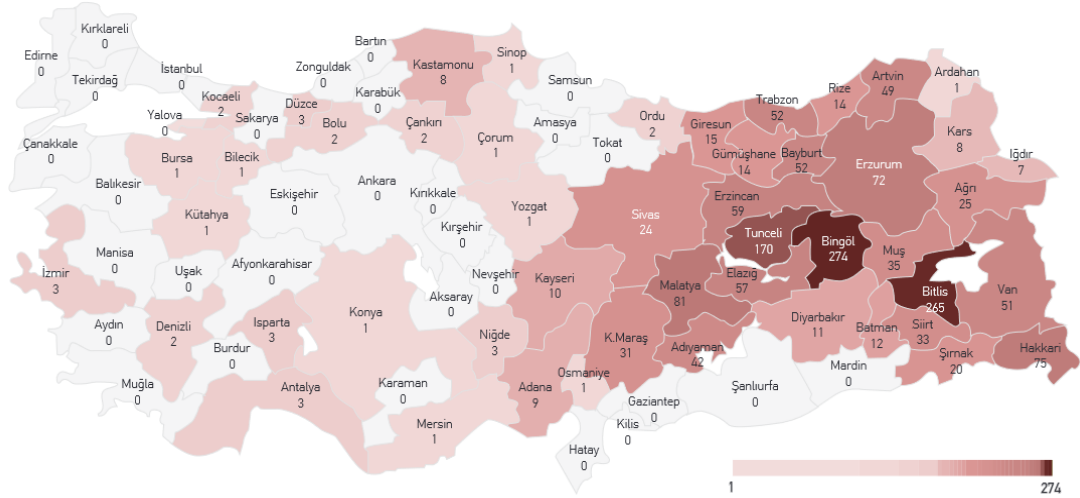 Kırklareli
0
Edirne
0
Tekirdağ
0
İstanbul
0
Yalova
0
Kocaeli
2
Sakarya
0
Düzce
3
Bolu
2
Zonguldak
0
Bartın
0
Karabük
0
Kastamonu
8
Sinop
1
Samsun
0
Çankırı
2
Çorum
1
Amasya
0
Tokat
0
Ordu
2
Giresun
15
Trabzon
52
Gümüşhane
14
Bayburt
52
Rize
14
Artvin
49
Ardahan
1
Kars
8
Iğdır
7
Erzurum
72
Ağrı
25
Çanakkale
0
Balıkesir
0
Bursa
1
Bilecik
1
Eskişehir
0
Kütahya
1
Ankara
0
Kırıkkale
0
Kırşehir
0
Yozgat
1
Sivas
24
Erzincan
59
Tunceli
170
Bingöl
274
Muş
35
Bitlis
265
Van
51
Manisa
0
İzmir
3
Uşak
0
Afyonkarahisar
0
Konya
1
Aksaray
0
Nevşehir
0
Kayseri
10
Malatya
81
Elazığ
57
Diyarbakır
11
Batman
12
Siirt
33
Şırnak
20
Hakkari
75
Aydın
0
Denizli
2
Isparta
3
Burdur
0
Muğla
0
Antalya
3
Karaman
0
Niğde
3
Mersin
1
Adana
9
Osmaniye
1
K.Maraş
31
Adıyaman
42
Gaziantep
0
Kilis
0
Hatay
0
Şanlıurfa
0
Mardin
0
1
274